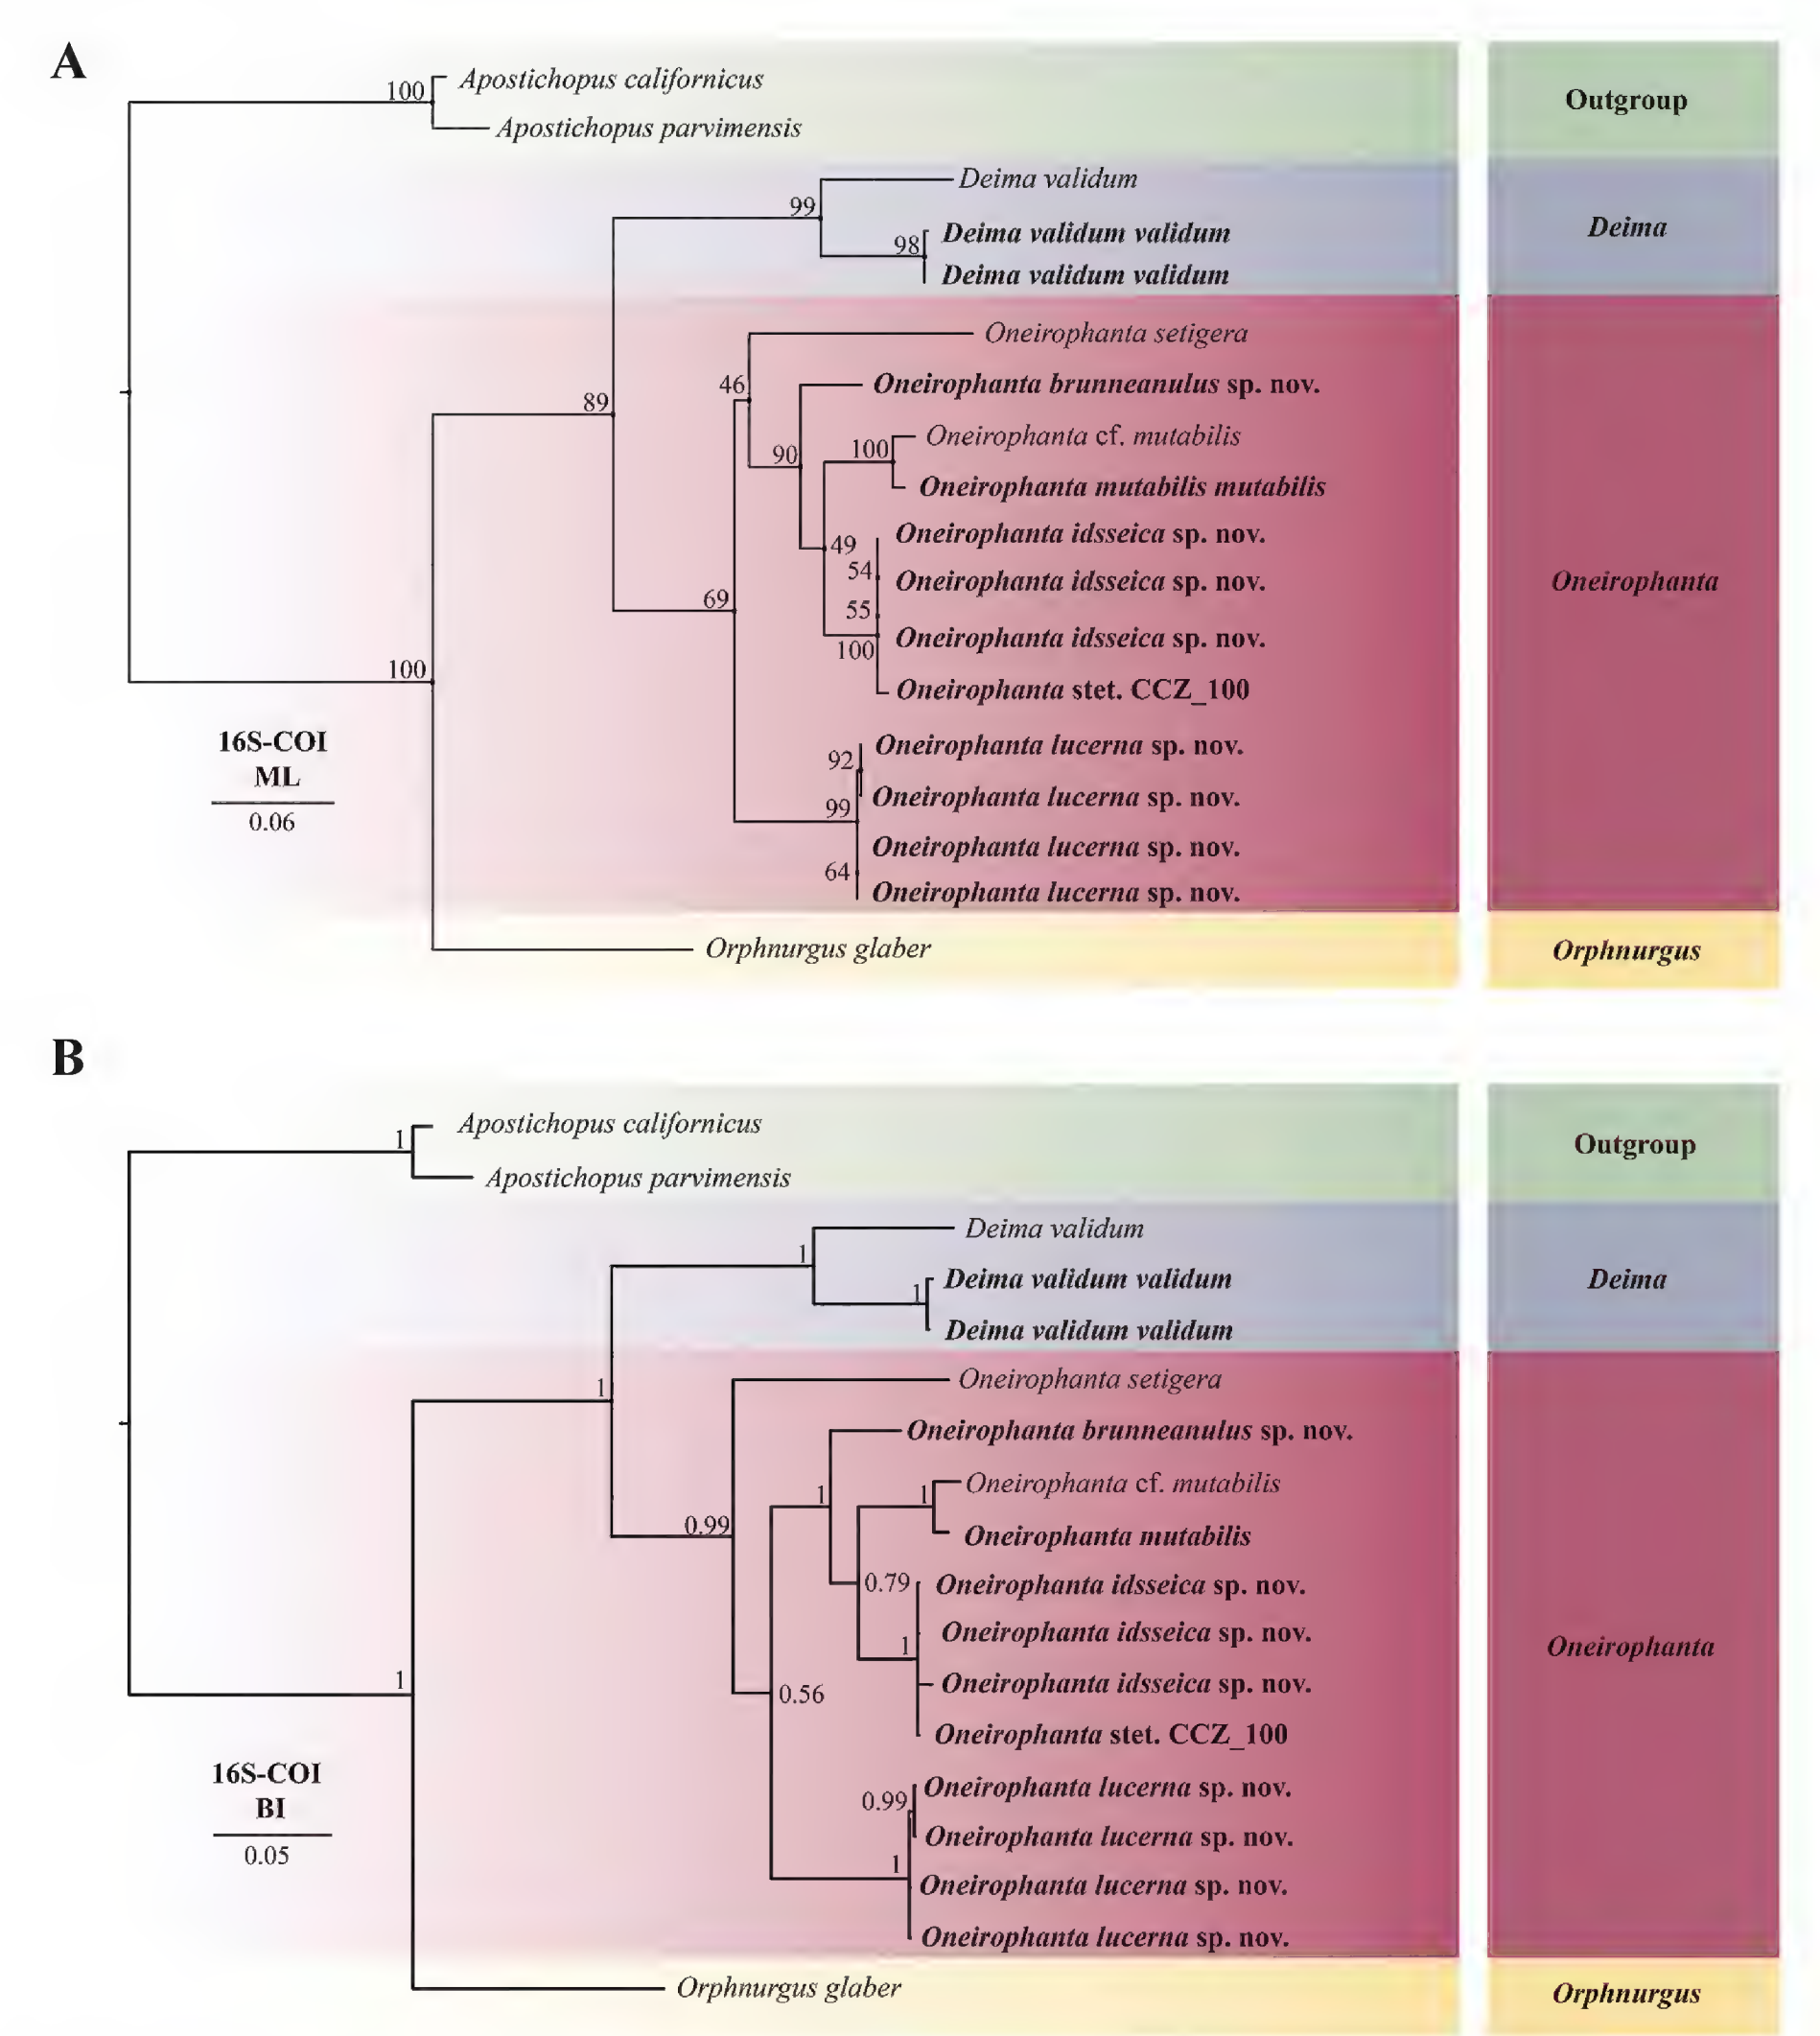 A
100
Apostichopus californicus
Apostichopus parvimensis
Outgroup
Deima validum
99
98
Deima validum validum
Deima validum validum
Deima
Oneirophanta setigera
46
Oneirophanta brunneanulus sp. nov.
89
Oneirophanta cf. mutabilis
100
90
Oneirophanta mutabilis mutabilis
Oneirophanta idsseica sp. nov.
49
54
Oneirophanta idsseica sp. nov.
Oneirophanta
69
55
Oneirophanta idsseica sp. nov.
100
100
Oneirophanta stet. CCZ_100
16S-COI
ML
0.06
Oneirophanta lucerna sp. nov.
92
Oneirophanta lucerna sp. nov.
99
Oneirophanta lucerna sp. nov.
64
Oneirophanta lucerna sp. nov.
Orphnurgus glaber
Orphnurgus
B
Apostichopus californicus
1
Apostichopus parvimensis
Outgroup
Deima validum
1
Deima validum validum
1
Deima validum validum
Deima
Oneirophanta setigera
1
Oneirophanta brunneanulus sp. nov.
Oneirophanta cf. mutabilis
1
1
0.99
Oneirophanta mutabilis
0.79
Oneirophanta idsseica sp. nov.
Oneirophanta idsseica sp. nov.
1
Oneirophanta
Oneirophanta idsseica sp. nov.
1
0.56
Oneirophanta stet. CCZ_100
16S-COI
BI
0.05
Oneirophanta lucerna sp. nov.
0.99
Oneirophanta lucerna sp. nov.
1
Oneirophanta lucerna sp. nov.
Oneirophanta lucerna sp. nov.
Orphnurgus glaber
Orphnurgus